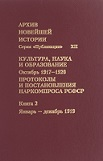 АРХИВ
НОВЕЙШЕЙ
ИСТОРИИ
Серия «Публикации» XII
КУЛЬТУРА, НАУКА
И ОБРАЗОВАНИЕ
Октябрь 1917–1920
ПРОТОКОЛЫ
И ПОСТАНОВЛЕНИЯ
НАРКОМПРОСА РСФСР
Книга 2
Январь – декабрь 1919